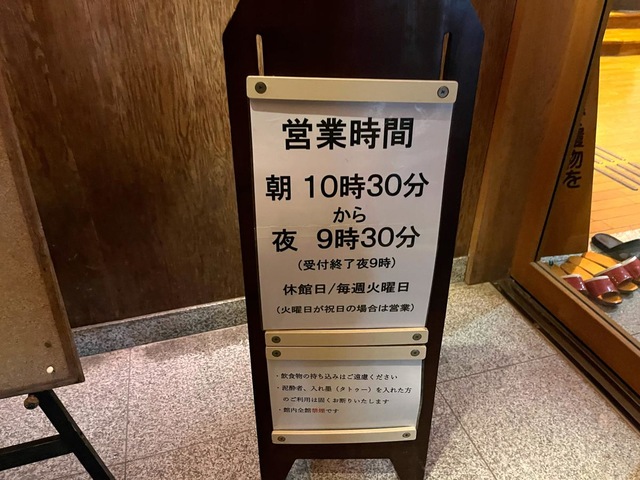 営業時間
朝 10時30分
から
夜 9時30分
(受付終了夜9時)
休館日/毎週火曜日
(火曜日が祝日の場合は営業)
・飲食物の持ち込みはご遠慮ください
・泥酔者、入れ墨（タトゥー）を入れた方
のご利用は固くお断りいたします
・館内全館禁煙です
物を